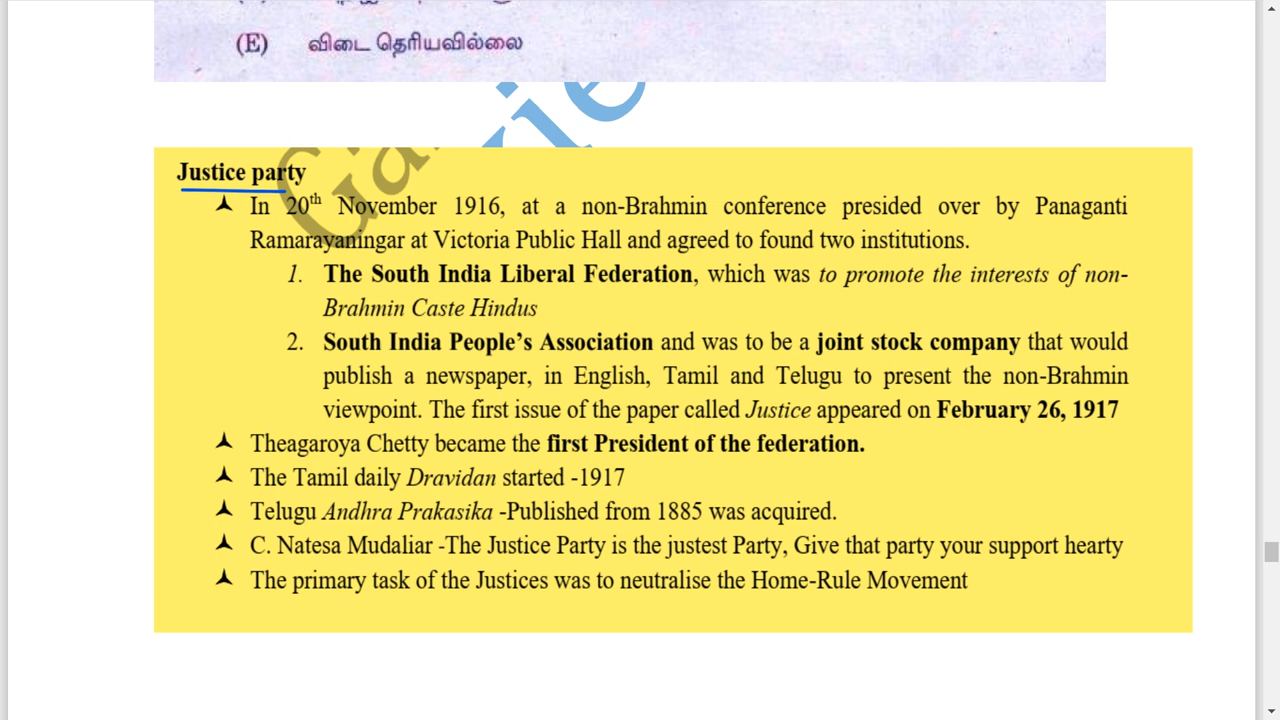 (E) விடை தெரியவில்லை
Justice party
In 20th November 1916, at a non-Brahmin conference presided over by Panaganti
Ramarayaningar at Victoria Public Hall and agreed to found two institutions.
1. The South India Liberal Federation, which was to promote the interests of non-
Brahmin Caste Hindus
2. South India People's Association and was to be a joint stock company that would
publish a newspaper, in English, Tamil and Telugu to present the non-Brahmin
viewpoint. The first issue of the paper called Justice appeared on February 26, 1917
Theagaroya Chetty became the first President of the federation.
The Tamil daily Dravidan started -1917
Telugu Andhra Prakasika -Published from 1885 was acquired.
C. Natesa Mudaliar -The Justice Party is the justest Party, Give that party your support hearty
The primary task of the Justices was to neutralise the Home-Rule Movement